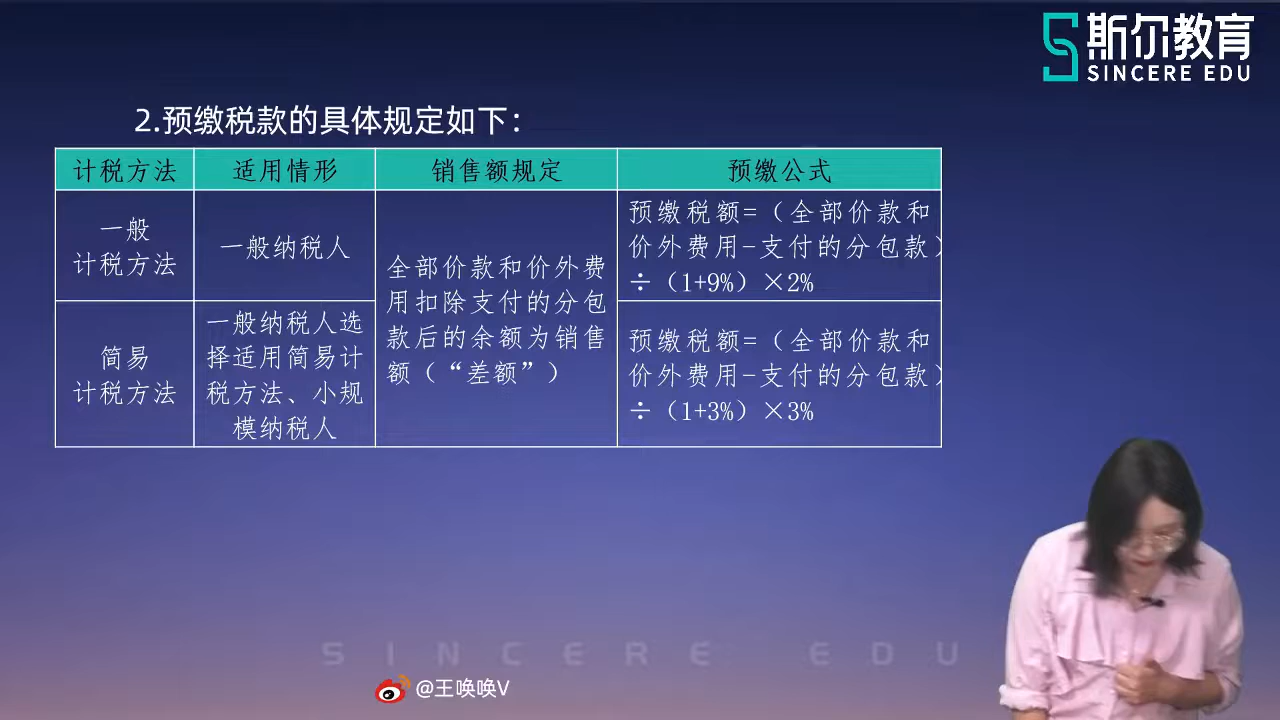 斯尔教育
SINCERE EDU
2.预缴税款的具体规定如下：
计税方法
适用情形
销售额规定
预缴公式
一般
计税方法
一般纳税人
全部价款和价外费
用扣除支付的分包
款后的余额为销售
额（“差额”）
预缴税额=（全部价款和
价外费用-支付的分包款）
÷（1+9%）×2%
简易
计税方法
一般纳税人选
择适用简易计
税方法、小规
模纳税人
预缴税额=（全部价款和
价外费用-支付的分包款）
÷（1+3%）×3%
SINCERE EDU
@王唤唤V